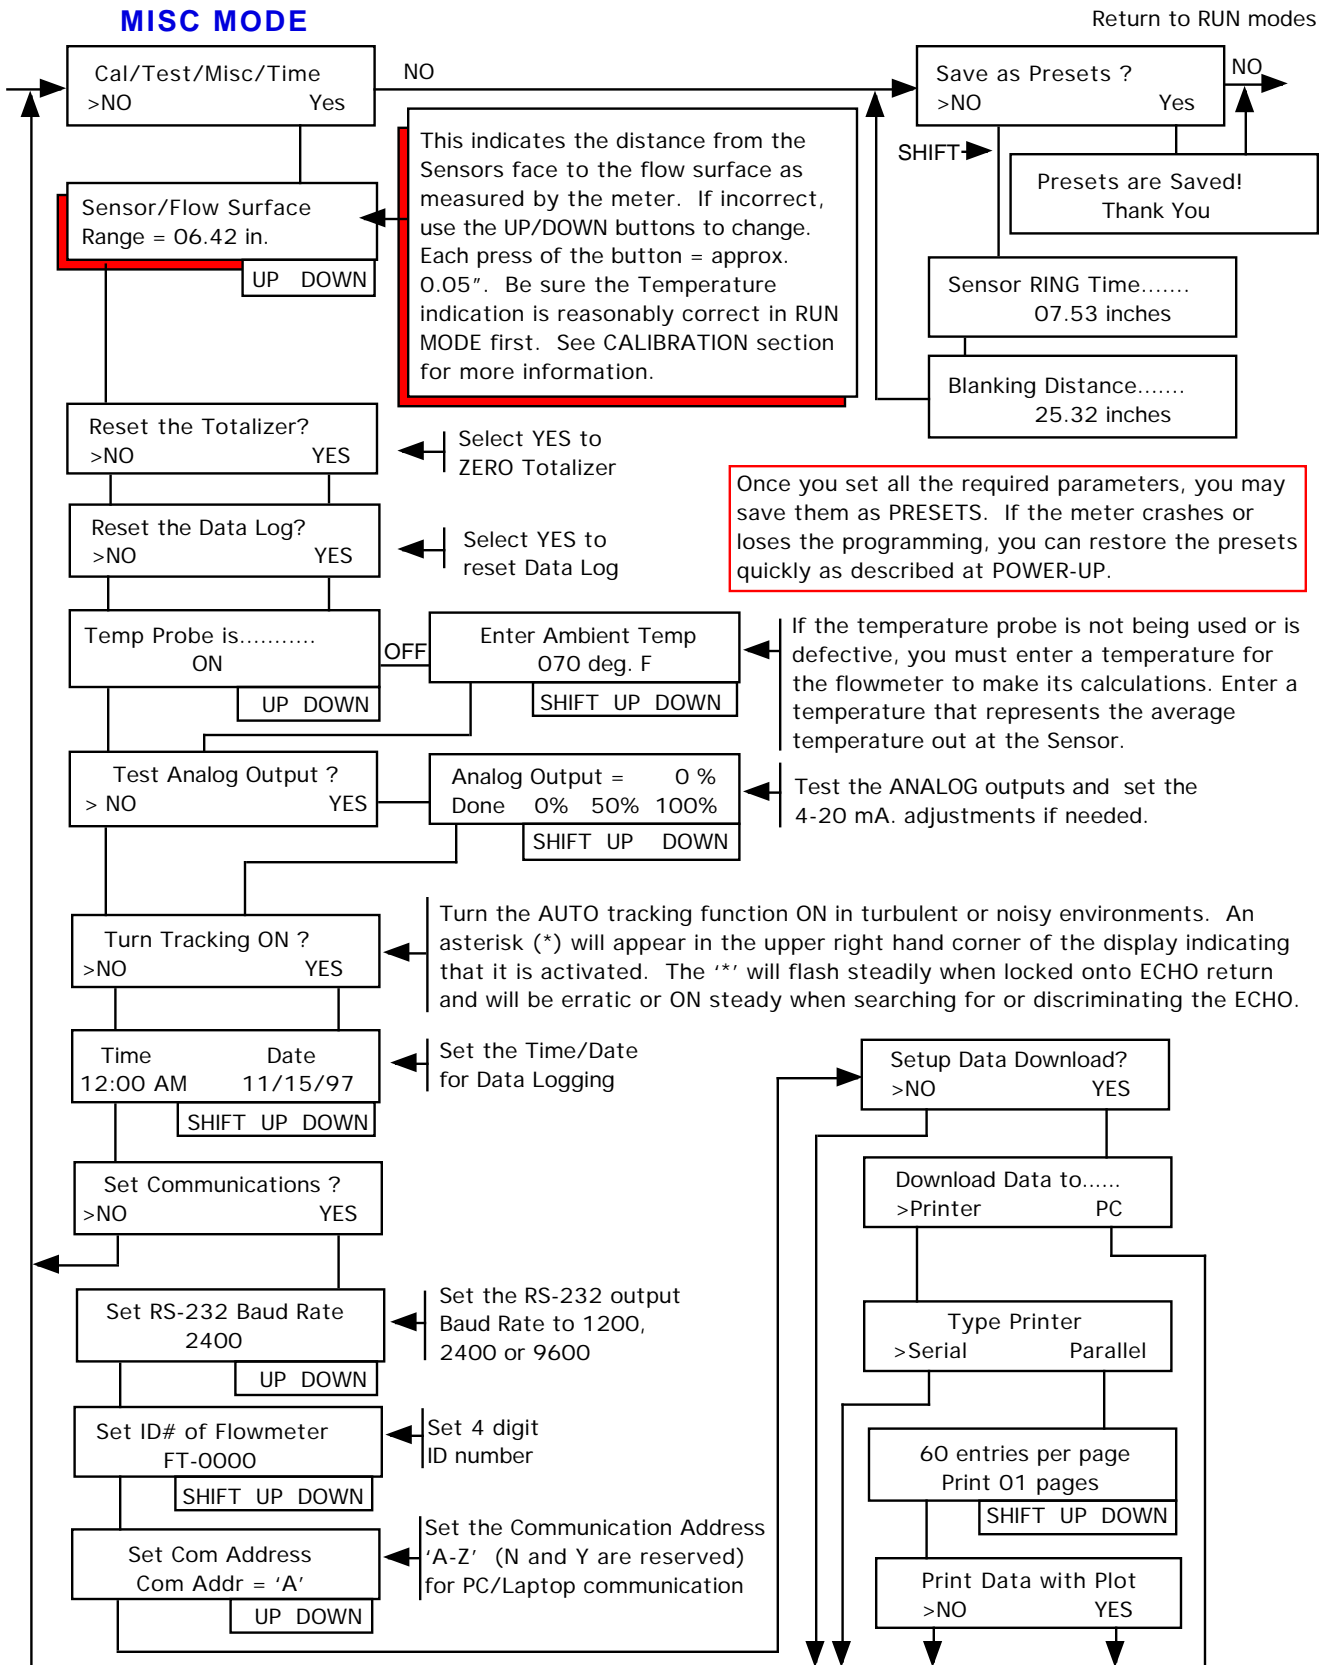 MISC MODE
Return to RUN modes
Cal/Test/Misc/Time
>NO Yes
NO
Save as Presets ?
>NO Yes
NO
SHIFT
Presets are Saved!
Thank You
This indicates the distance from the
Sensors face to the flow surface as
measured by the meter. If incorrect,
use the UP/DOWN buttons to change.
Each press of the button = approx.
0.05". Be sure the Temperature
indication is reasonably correct in RUN
MODE first. See CALIBRATION section
for more information.
Sensor/Flow Surface
Range = 06.42 in.
UP DOWN
Sensor RING Time.......
07.53 inches
Blanking Distance.......
25.32 inches
Reset the Totalizer?
>NO YES
Select YES to
ZERO Totalizer
Once you set all the required parameters, you may
save them as PRESETS. If the meter crashes or
loses the programming, you can restore the presets
quickly as described at POWER-UP.
Reset the Data Log?
>NO YES
Select YES to
reset Data Log
Temp Probe is...........
ON
UP DOWN
OFF
Enter Ambient Temp
070 deg. F
SHIFT UP DOWN
If the temperature probe is not being used or is
defective, you must enter a temperature for
the flowmeter to make its calculations. Enter a
temperature that represents the average
temperature out at the Sensor.
Test Analog Output ?
> NO YES
Analog Output = 0 %
Done 0% 50% 100%
SHIFT UP DOWN
Test the ANALOG outputs and set the
4-20 mA. adjustments if needed.
Turn Tracking ON ?
>NO YES
Turn the AUTO tracking function ON in turbulent or noisy environments. An
asterisk (*) will appear in the upper right hand corner of the display indicating
that it is activated. The '*' will flash steadily when locked onto ECHO return
and will be erratic or ON steady when searching for or discriminating the ECHO.
Time Date
12:00 AM 11/15/97
SHIFT UP DOWN
Set the Time/Date
for Data Logging
Setup Data Download?
>NO YES
Set Communications ?
>NO YES
Download Data to......
>Printer PC
Set RS-232 Baud Rate
2400
UP DOWN
Set the RS-232 output
Baud Rate to 1200,
2400 or 9600
Type Printer
>Serial Parallel
Set ID# of Flowmeter
FT-0000
SHIFT UP DOWN
Set 4 digit
ID number
60 entries per page
Print 01 pages
SHIFT UP DOWN
Set Com Address
Com Addr = 'A'
UP DOWN
Set the Communication Address
'A-Z' (N and Y are reserved)
for PC/Laptop communication
Print Data with Plot
>NO YES